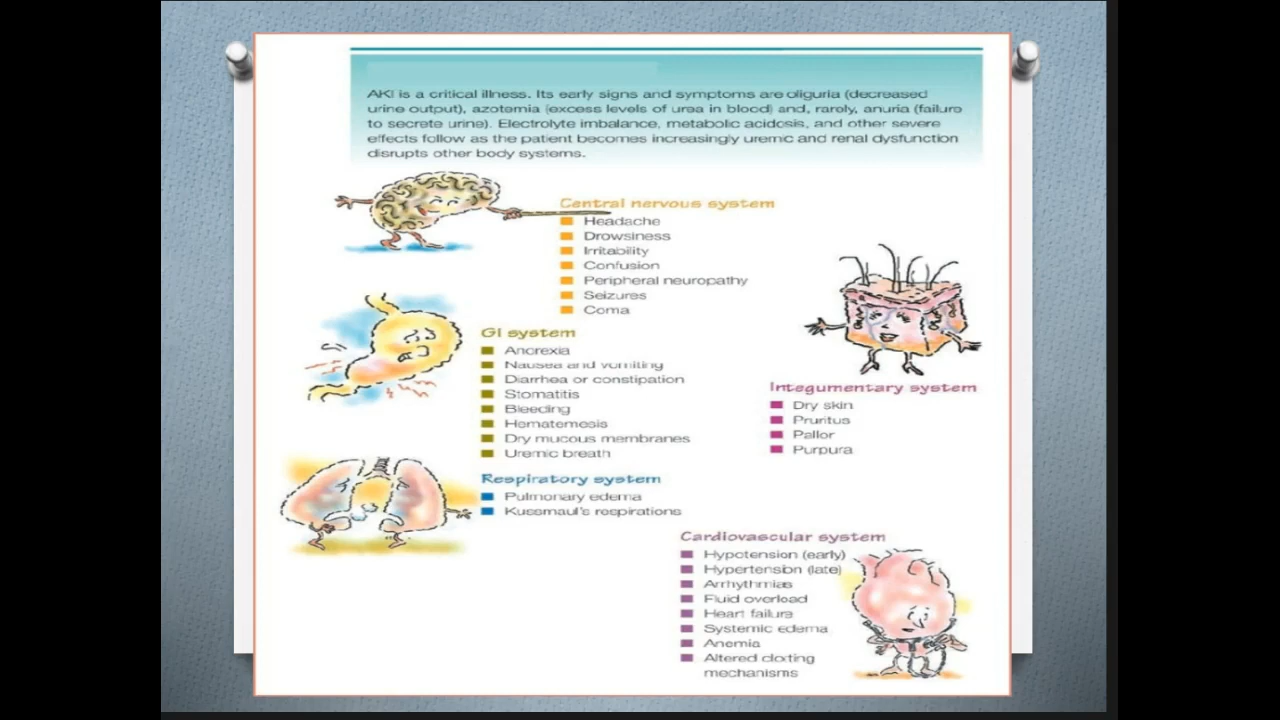 AKI is a critical illness. Its early signs and symptoms are oliguria (decreased
urine output), azotemia (excess levels of urea in blood) and, rarely, anuria (failure
to secrete urine). Electrolyte imbalance, metabolic acidosis, and other severe
effects follow as the patient becomes increasingly uremic and renal dysfunction
disrupts other body systems.
Central nervous system
Headache
Drowsiness
Irritability
Confusion
Peripheral neuropathy
Seizures
Coma
GI system
Anorexia
Nausea and vomiting
Diarrhea or constipation
Stomatitis
Bleeding
Hematemesis
Dry mucous membranes
Uremic breath
Integumentary system
Dry skin
Pruritus
Pallor
Purpura
Respiratory system
Pulmonary edema
Kussmaul's respirations
Cardiovascular system
Hypotension (early)
Hypertension (late)
Arrhythmias
Fluid overload
Heart failure
Systemic edema
Anemia
Altered clotting
mechanisms